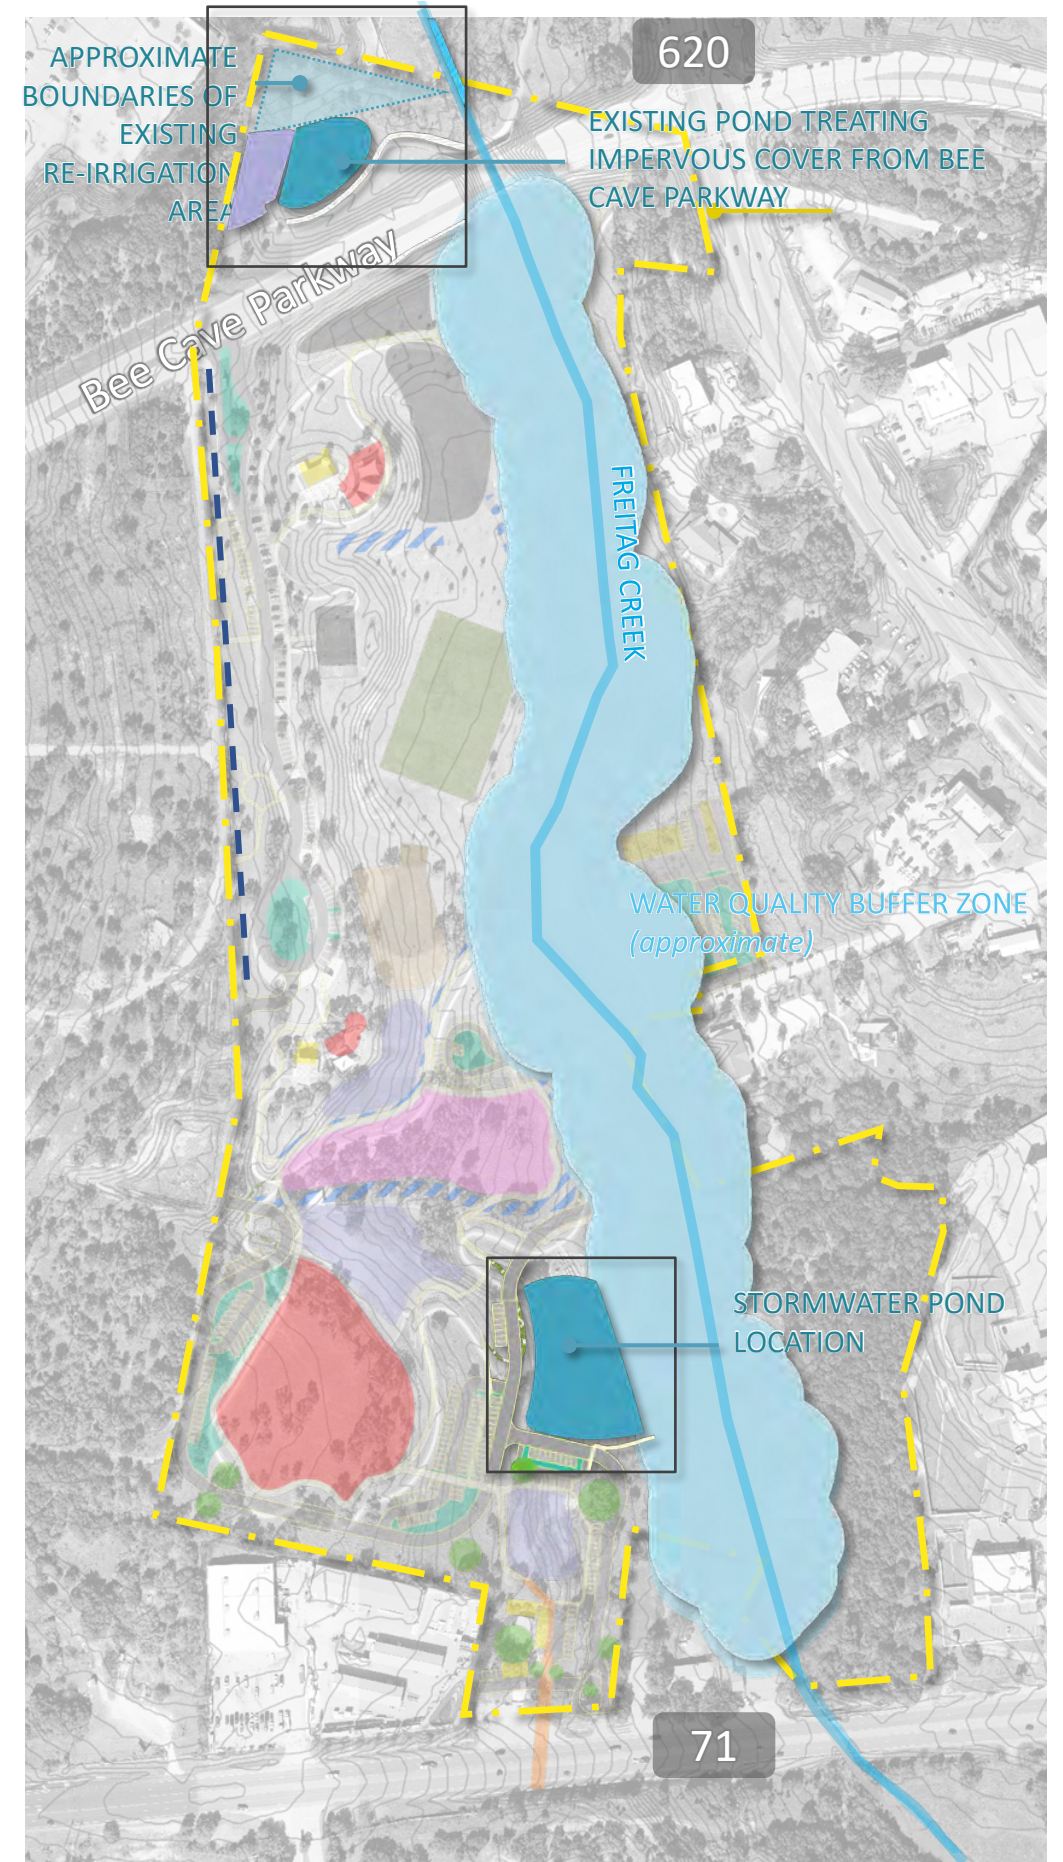 620
APPROXIMATE
BOUNDARIES OF
EXISTING
RE-IRRIGATION
AREA
EXISTING POND TREATING
IMPERVOUS COVER FROM BEE
CAVE PARKWAY
Bee Cave Parkway
FREITAG CREEK
WATER QUALITY BUFFER ZONE
(approximate)
STORMWATER POND
LOCATION
71